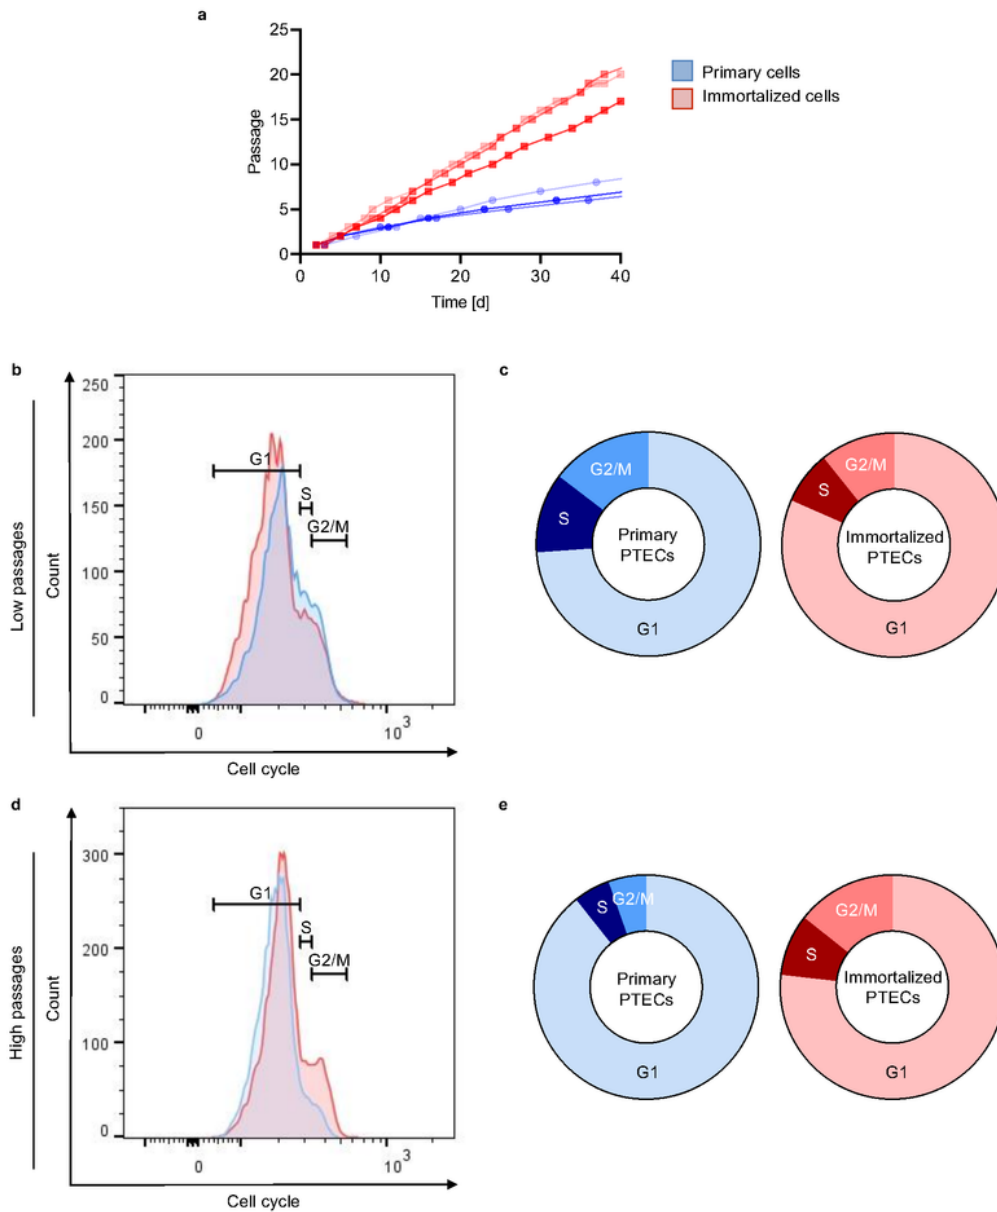 a
Passage
25
20
15
10
5
0
0 10 20 30 40
Time [d]
Primary cells
Immortalized cells
b
Low passages
Count
250
200
150
100
50
0
G1
S
G2/M
0 10³
Cell cycle
c
G2/M
S
Primary
PTECs
G1
G2/M
S
Immortalized
PTECs
G1
d
High passages
Count
300
200
100
0
G1
S
G2/M
0 10³
Cell cycle
e
S G2/M
Primary
PTECs
G1
G2/M
S
Immortalized
PTECs
G1